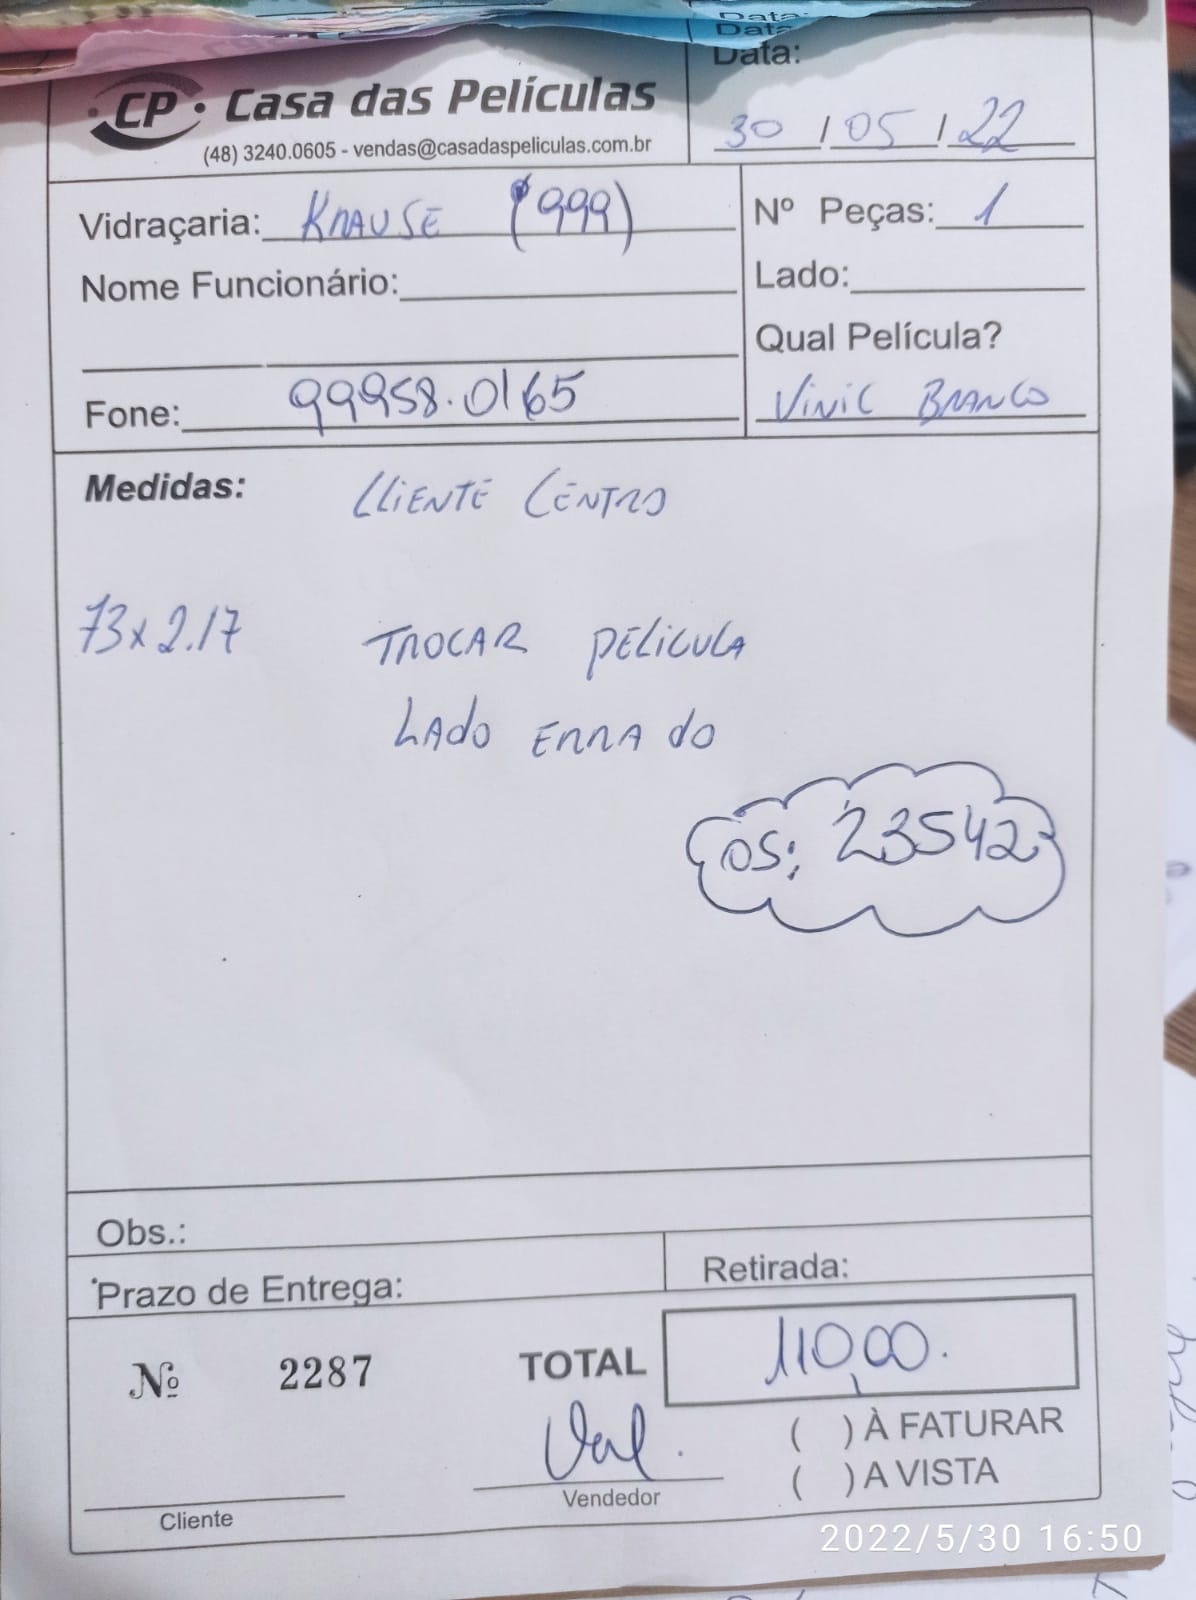 Data:
Data:
Data:
CP · Casa das Películas
(48) 3240.0605 - vendas@casadaspeliculas.com.br
30 / 05 / 22
Vidraçaria: KRAUSE (999)
Nº Peças: 1
Nome Funcionário:
Lado:
Qual Película?
Fone: 99958.0165
Vinil BRANCO
Medidas: CLIENTE CENTRO
73x2.17 TROCAR PELICULA
LADO ERRADO
OS: 23542
Obs.:
Prazo de Entrega:
Retirada:
Nº 2287
TOTAL 110,00.
Val.
( ) À FATURAR
( ) A VISTA
Cliente
Vendedor
2022/5/30 16:50